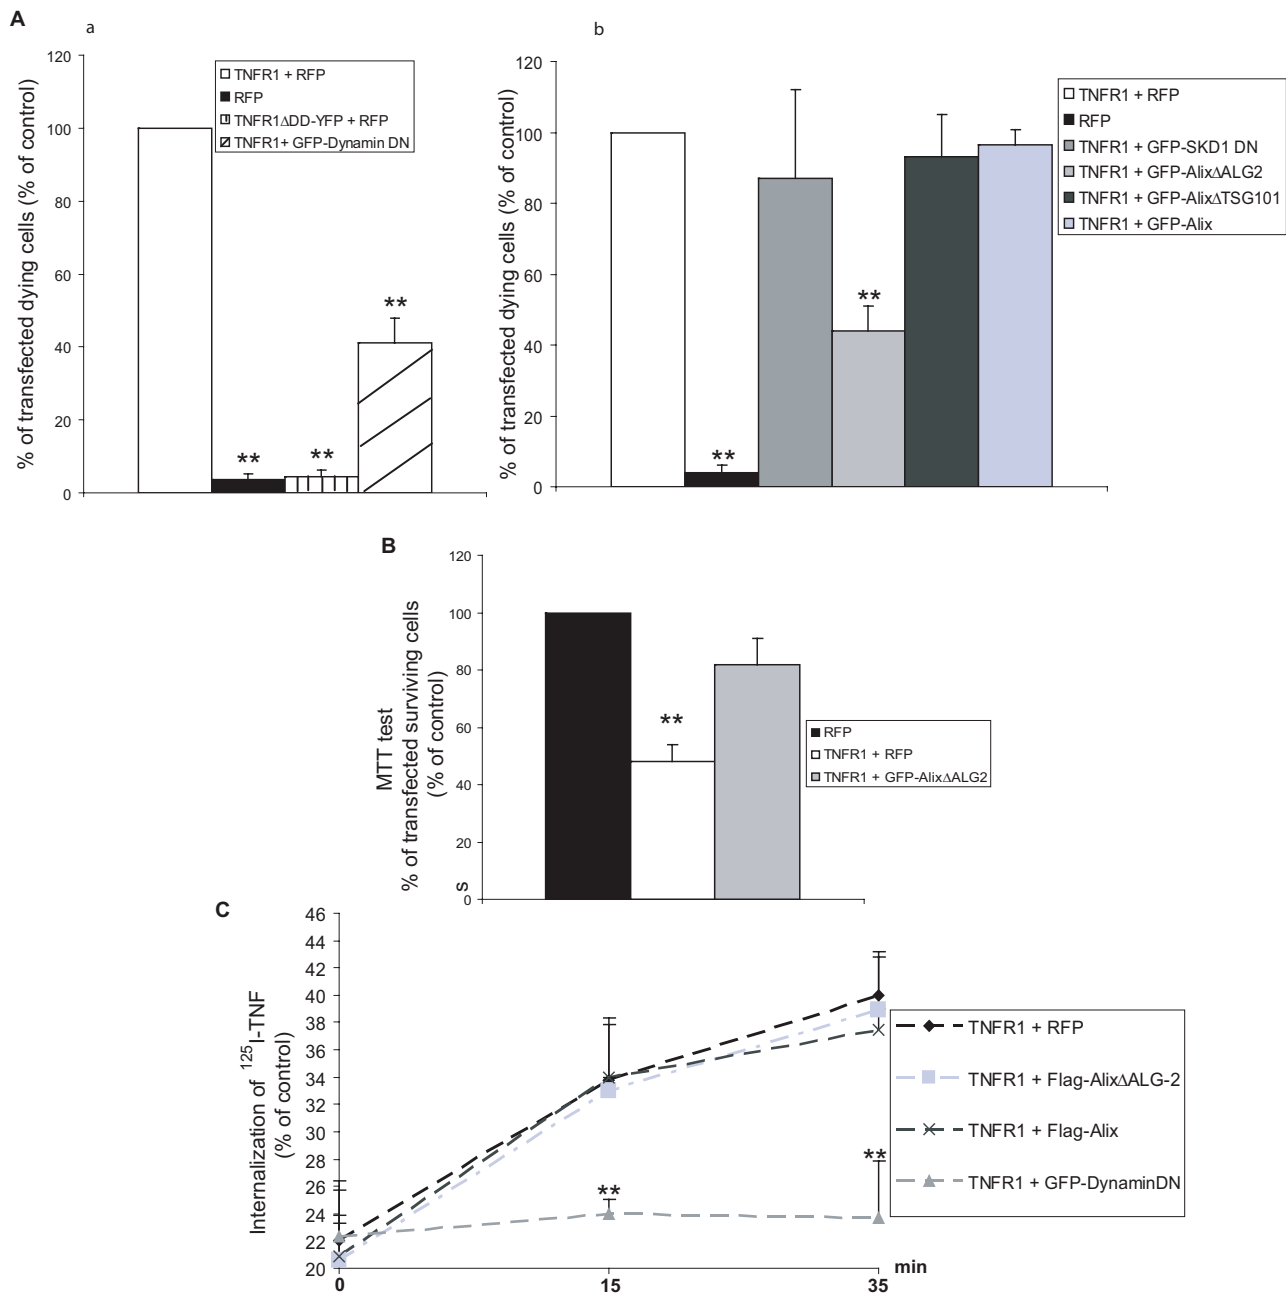 A
a
% of transfected dying cells (% of control)
120
100
80
60
40
20
0
TNFR1 + RFP
RFP
TNFR1ΔDD-YFP + RFP
TNFR1+ GFP-Dynamin DN
**
**
**
b
% of transfected dying cells (% of control)
120
100
80
60
40
20
0
**
**
TNFR1 + RFP
RFP
TNFR1 + GFP-SKD1 DN
TNFR1 + GFP-AlixΔALG2
TNFR1 + GFP-AlixΔTSG101
TNFR1 + GFP-Alix
B
MTT test
% of transfected surviving cells
(% of control)
s
120
100
80
60
40
20
0
**
RFP
TNFR1 + RFP
TNFR1 + GFP-AlixΔALG2
C
Internalization of ¹²⁵I-TNF
(% of control)
46
44
42
40
38
36
34
32
30
28
26
24
22
20
**
**
0
15
35
min
TNFR1 + RFP
TNFR1 + Flag-AlixΔALG-2
TNFR1 + Flag-Alix
TNFR1 + GFP-DynaminDN